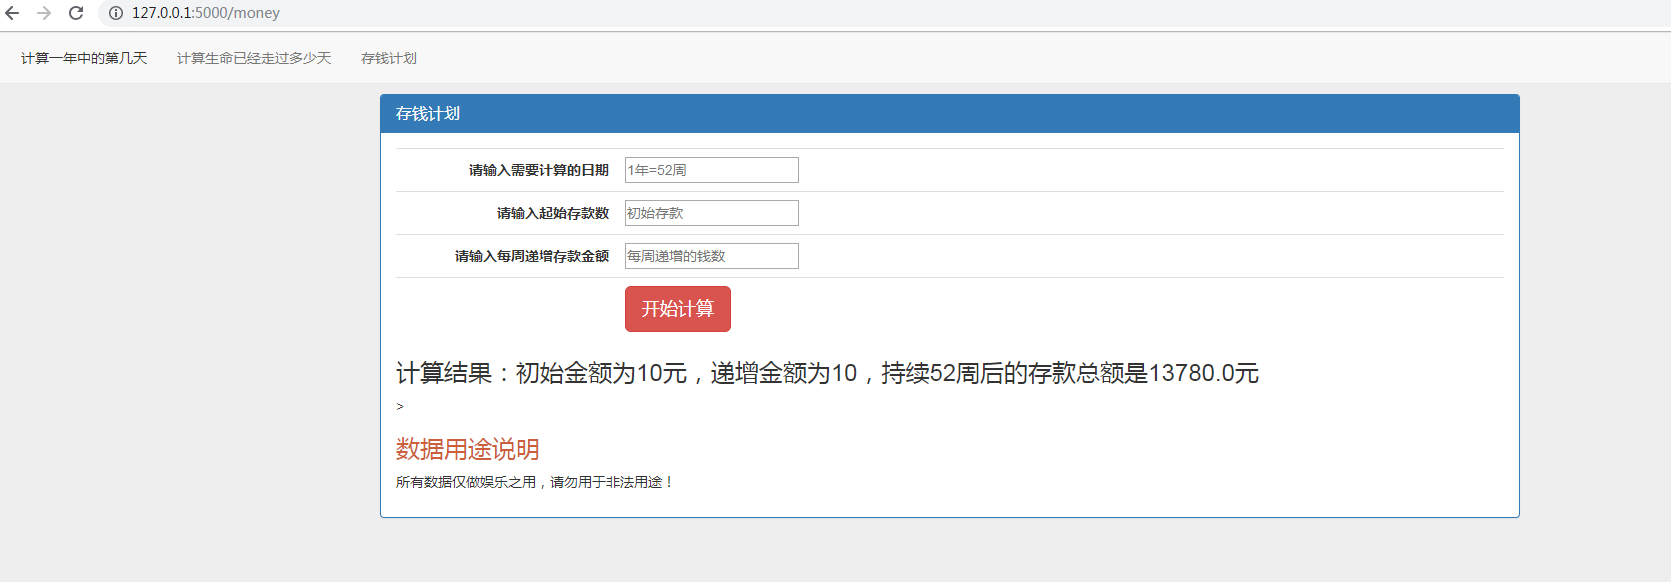 127.0.0.1:5000/money
计算一年中的第几天 计算生命已经走过多少天 存钱计划
存钱计划
请输入需要计算的日期 1年=52周
请输入起始存款数 初始存款
请输入每周递增存款金额 每周递增的钱数
开始计算
计算结果：初始金额为10元，递增金额为10，持续52周后的存款总额是13780.0元
>
数据用途说明
所有数据仅做娱乐之用，请勿用于非法用途！